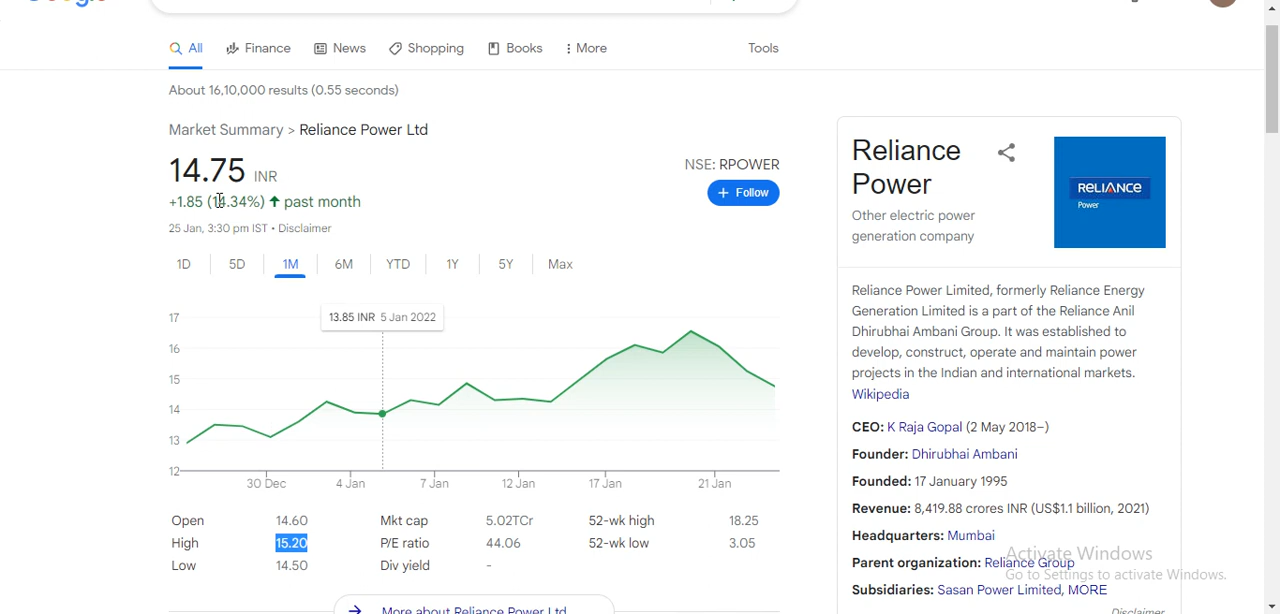 All Finance News Shopping Books More Tools
About 16,10,000 results (0.55 seconds)
Market Summary > Reliance Power Ltd
14.75 INR
+1.85 (14.34%) ↑ past month
25 Jan, 3:30 pm IST • Disclaimer
NSE: RPOWER
+ Follow
1D 5D 1M 6M YTD 1Y 5Y Max
13.85 INR 5 Jan 2022
17
16
15
14
13
12
30 Dec 4 Jan 7 Jan 12 Jan 17 Jan 21 Jan
Open 14.60 Mkt cap 5.02TCr 52-wk high 18.25
High 15.20 P/E ratio 44.06 52-wk low 3.05
Low 14.50 Div yield -
More about Reliance Power Ltd
Reliance
Power
RELIANCE
Power
Other electric power
generation company
Reliance Power Limited, formerly Reliance Energy
Generation Limited is a part of the Reliance Anil
Dhirubhai Ambani Group. It was established to
develop, construct, operate and maintain power
projects in the Indian and international markets.
Wikipedia
CEO: K Raja Gopal (2 May 2018–)
Founder: Dhirubhai Ambani
Founded: 17 January 1995
Revenue: 8,419.88 crores INR (US$1.1 billion, 2021)
Headquarters: Mumbai
Parent organization: Reliance Group
Subsidiaries: Sasan Power Limited, MORE
Disclaimer
Activate Windows
Go to Settings to activate Windows.